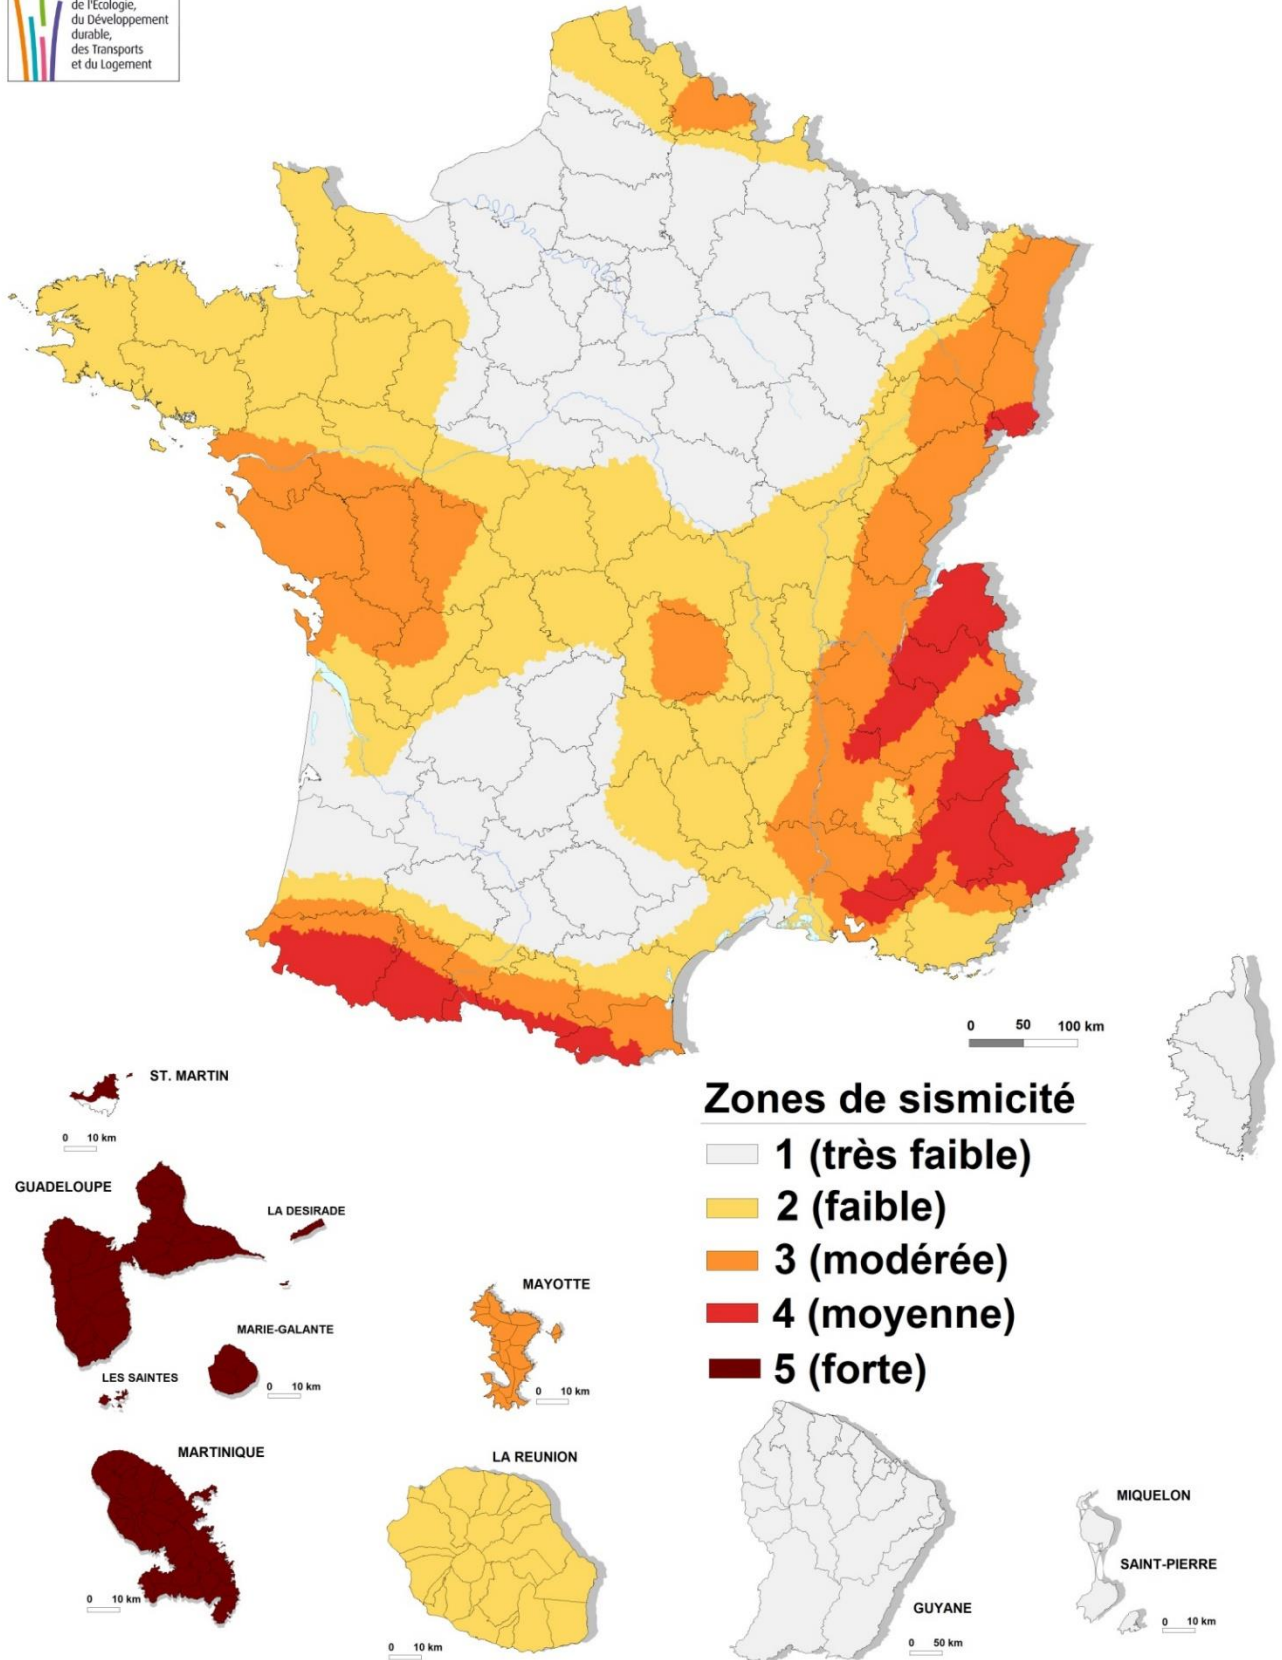 de l'Écologie,
du Développement
durable,
des Transports
et du Logement
0 50 100 km
ST. MARTIN
0 10 km
GUADELOUPE
LA DESIRADE
MARIE-GALANTE
0 10 km
LES SAINTES
MAYOTTE
0 10 km
Zones de sismicité
1 (très faible)
2 (faible)
3 (modérée)
4 (moyenne)
5 (forte)
MARTINIQUE
0 10 km
LA REUNION
0 10 km
GUYANE
0 50 km
MIQUELON
SAINT-PIERRE
0 10 km